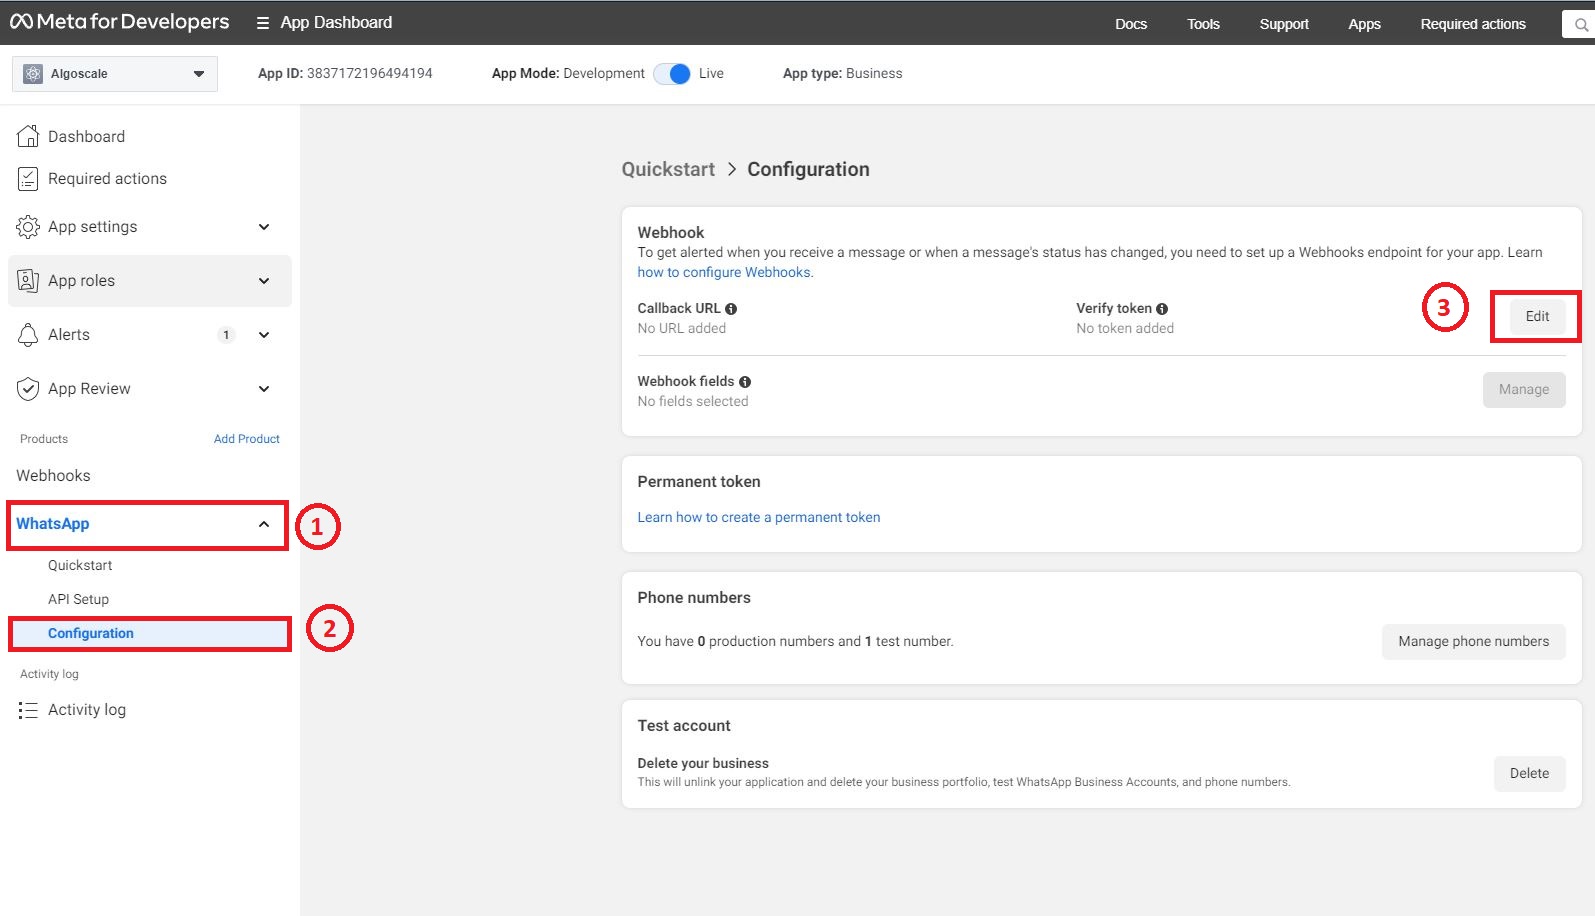 Meta for Developers
App Dashboard
Docs
Tools
Support
Apps
Required actions
Algoscale
App ID: 3837172196494194
App Mode: Development
Live
App type: Business
Dashboard
Required actions
App settings
App roles
Alerts
1
App Review
Products
Add Product
Webhooks
WhatsApp
1
Quickstart
API Setup
Configuration
2
Activity log
Activity log
Quickstart > Configuration
Webhook
To get alerted when you receive a message or when a message's status has changed, you need to set up a Webhooks endpoint for your app. Learn
how to configure Webhooks.
Callback URL
No URL added
Verify token
No token added
3
Edit
Webhook fields
No fields selected
Manage
Permanent token
Learn how to create a permanent token
Phone numbers
You have 0 production numbers and 1 test number.
Manage phone numbers
Test account
Delete your business
This will unlink your application and delete your business portfolio, test WhatsApp Business Accounts, and phone numbers.
Delete